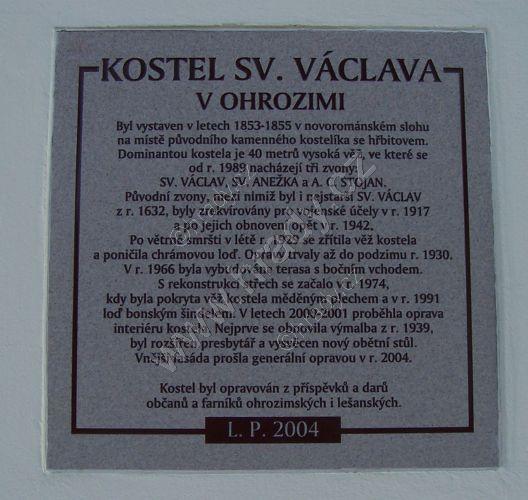 KOSTEL SV. VÁCLAVA
V OHROZIMI
Byl vystaven v letech 1853-1855 v novorománském slohu
na místě původního kamenného kostelíka se hřbitovem.
Dominantou kostela je 40 metrů vysoká věž, ve které se
od r. 1989 nacházejí tři zvony:
SV. VÁCLAV, SV. ANEŽKA a A. C. STOJAN.
Původní zvony, mezi nimiž byl i nejstarší SV. VÁCLAV
z r. 1632, byly zrekvírovány pro vojenské účely v r. 1917
a po jejich obnovení opět v r. 1942.
Po větrné smršti v létě r. 1929 se zřítila věž kostela
a poničila chrámovou loď. Opravy trvaly až do podzimu r. 1930.
V r. 1966 byla vybudována terasa s bočním vchodem.
S rekonstrukcí střech se začalo v r. 1974,
kdy byla pokryta věž kostela měděným plechem a v r. 1991
loď bonským šindelem. V letech 2000-2001 proběhla oprava
interiéru kostela. Nejprve se obnovila výmalba z r. 1939,
byl rozšířen presbytář a vysvěcen nový obětní stůl.
Vnější fasáda prošla generální opravou v r. 2004.
Kostel byl opravován z příspěvků a darů
občanů a farníků ohrozimských i lešanských.
L. P. 2004
www.hrady.cz